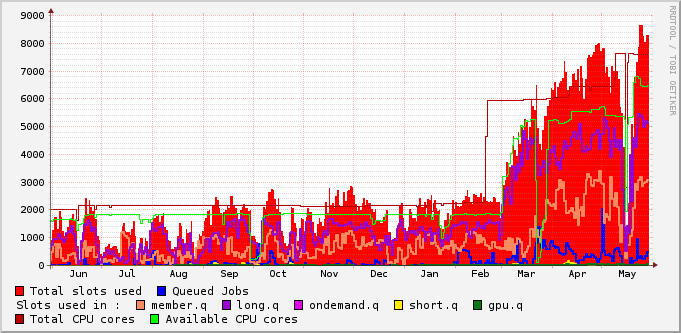 9000
8000
7000
6000
5000
4000
3000
2000
1000
0
Jun Jul Aug Sep Oct Nov Dec Jan Feb Mar Apr May
RRDTOOL / TOBI OETIKER
Total slots used Queued Jobs
Slots used in : member.q long.q ondemand.q short.q gpu.q
Total CPU cores Available CPU cores